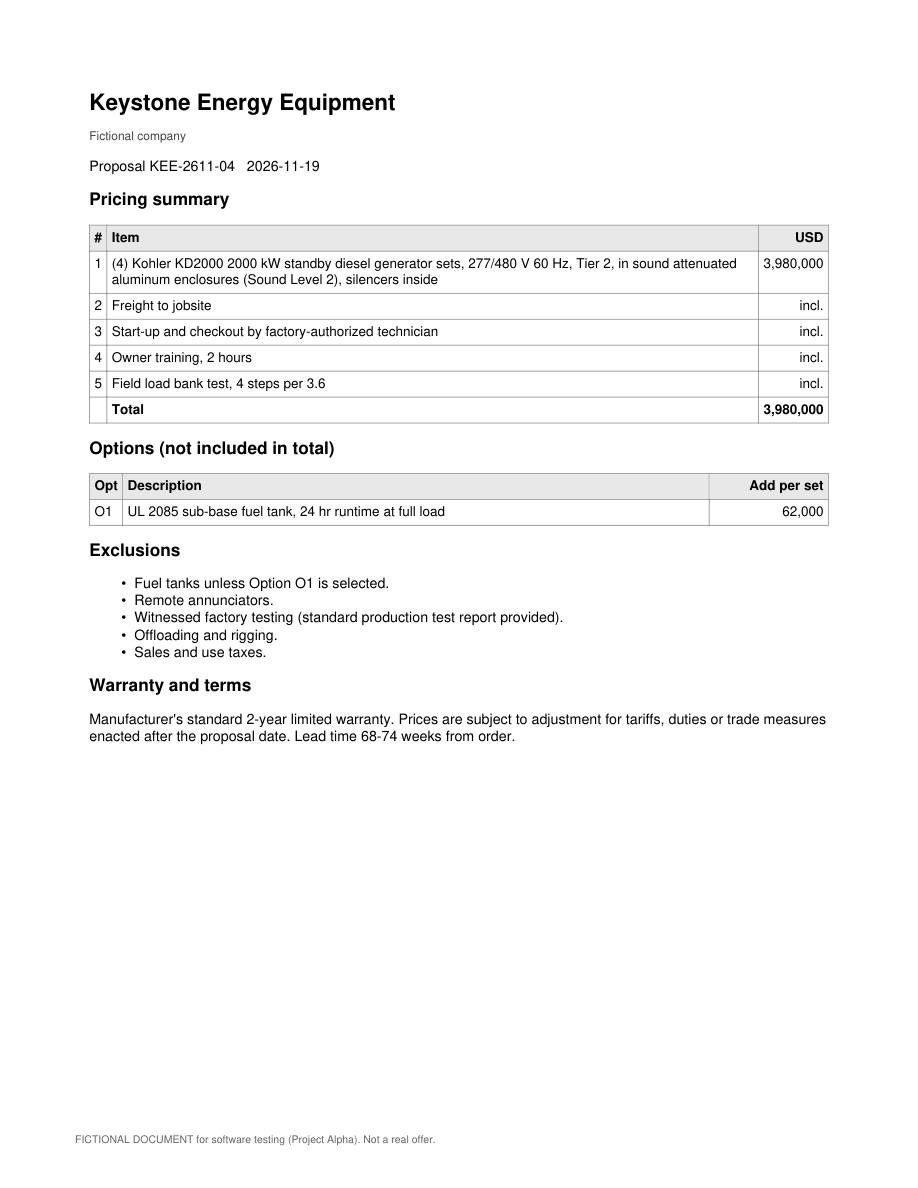 Keystone Energy Equipment
Fictional company
Proposal KEE-2611-04 2026-11-19
Pricing summary
# Item USD
1 (4) Kohler KD2000 2000 kW standby diesel generator sets, 277/480 V 60 Hz, Tier 2, in sound attenuated 3,980,000
aluminum enclosures (Sound Level 2), silencers inside
2 Freight to jobsite incl.
3 Start-up and checkout by factory-authorized technician incl.
4 Owner training, 2 hours incl.
5 Field load bank test, 4 steps per 3.6 incl.
Total 3,980,000
Options (not included in total)
Opt Description Add per set
O1 UL 2085 sub-base fuel tank, 24 hr runtime at full load 62,000
Exclusions
• Fuel tanks unless Option O1 is selected.
• Remote annunciators.
• Witnessed factory testing (standard production test report provided).
• Offloading and rigging.
• Sales and use taxes.
Warranty and terms
Manufacturer's standard 2-year limited warranty. Prices are subject to adjustment for tariffs, duties or trade measures
enacted after the proposal date. Lead time 68-74 weeks from order.
FICTIONAL DOCUMENT for software testing (Project Alpha). Not a real offer.